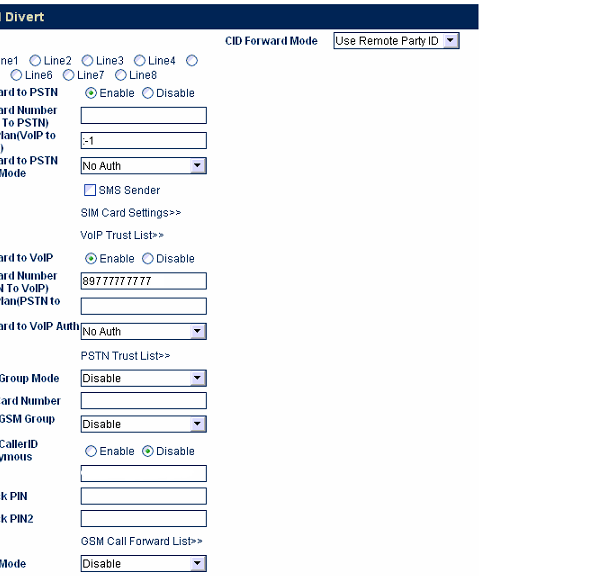 Divert
CID Forward Mode Use Remote Party ID
ne1 Line2 Line3 Line4
Line6 Line7 Line8
ard to PSTN Enable Disable
ard Number
To PSTN)
lan(VoIP to
) :-1
ard to PSTN
Mode No Auth
SMS Sender
SIM Card Settings>>
VoIP Trust List>>
ard to VoIP Enable Disable
ard Number
N To VoIP) 89777777777
lan(PSTN to
ard to VoIP Auth No Auth
PSTN Trust List>>
Group Mode Disable
ard Number
GSM Group Disable
CallerID
ymous Enable Disable
k PIN
k PIN2
GSM Call Forward List>>
Mode Disable